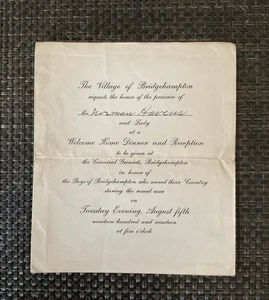 The Village of Bridgehampton
requests the honor of the presence of
Mr. Norman Havens
and Lady
at a
Welcome Home Dinner and Reception
to be given at
the Carnival Grounds, Bridgehampton
in honor of
the Boys of Bridgehampton who served their Country
during the recent war
on
Tuesday Evening, August fifth
nineteen hundred and nineteen
at five o'clock